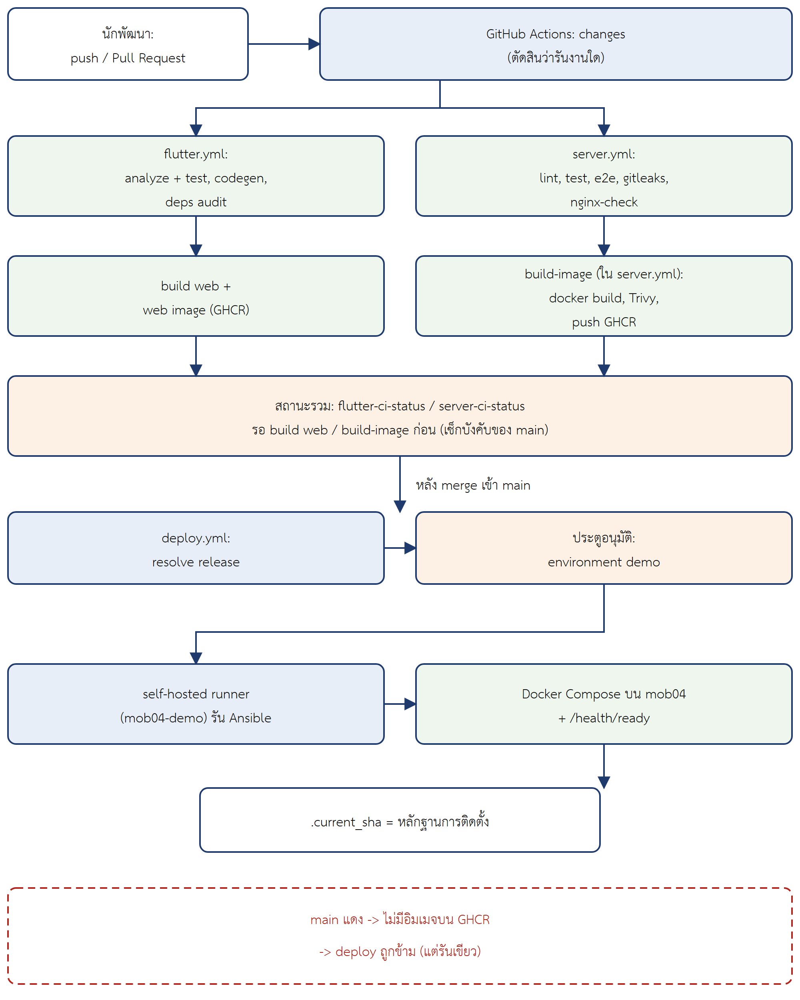 นักพัฒนา:
push / Pull Request
GitHub Actions: changes
(ตัดสินว่ารันงานใด)
flutter.yml:
analyze + test, codegen,
deps audit
server.yml:
lint, test, e2e, gitleaks,
nginx-check
build web +
web image (GHCR)
build-image (ใน server.yml):
docker build, Trivy,
push GHCR
สถานะรวม: flutter-ci-status / server-ci-status
รอ build web / build-image ก่อน (เช็กบังคับของ main)
หลัง merge เข้า main
deploy.yml:
resolve release
ประตูอนุมัติ:
environment demo
self-hosted runner
(mob04-demo) รัน Ansible
Docker Compose บน mob04
+ /health/ready
.current_sha = หลักฐานการติดตั้ง
main แดง -> ไม่มีอิมเมจบน GHCR
-> deploy ถูกข้าม (แต่รันเขียว)